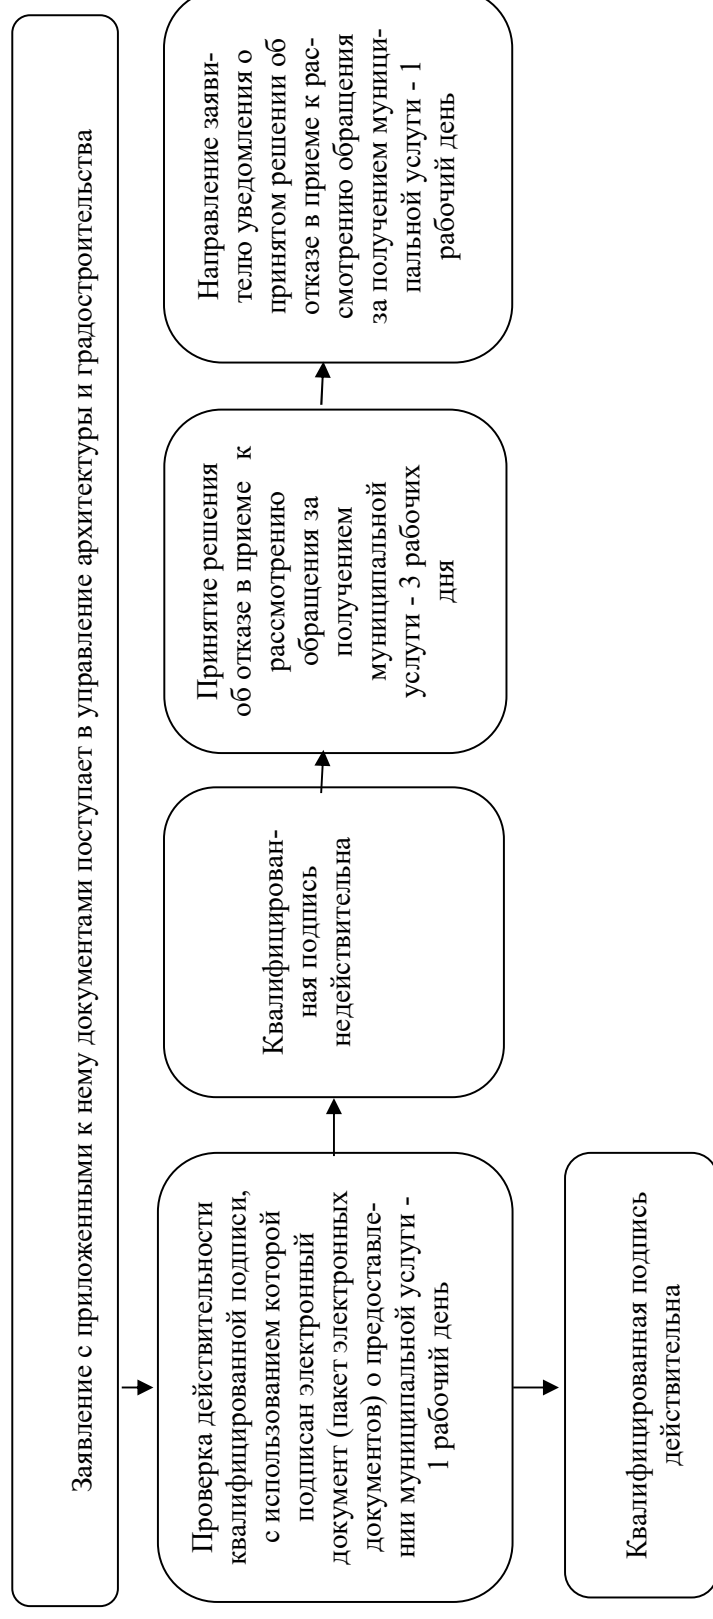 Заявление с приложенными к нему документами поступает в управление архитектуры и градостроительства
Проверка действительности
квалифицированной подписи,
с использованием которой
подписан электронный
документ (пакет электронных
документов) о предоставле-
нии муниципальной услуги -
1 рабочий день
Квалифицирован-
ная подпись
недействительна
Принятие решения
об отказе в приеме к
рассмотрению
обращения за
получением
муниципальной
услуги - 3 рабочих
дня
Направление заяви-
телю уведомления о
принятом решении об
отказе в приеме к рас-
смотрению обращения
за получением муници-
пальной услуги - 1
рабочий день
Квалифицированная подпись
действительна